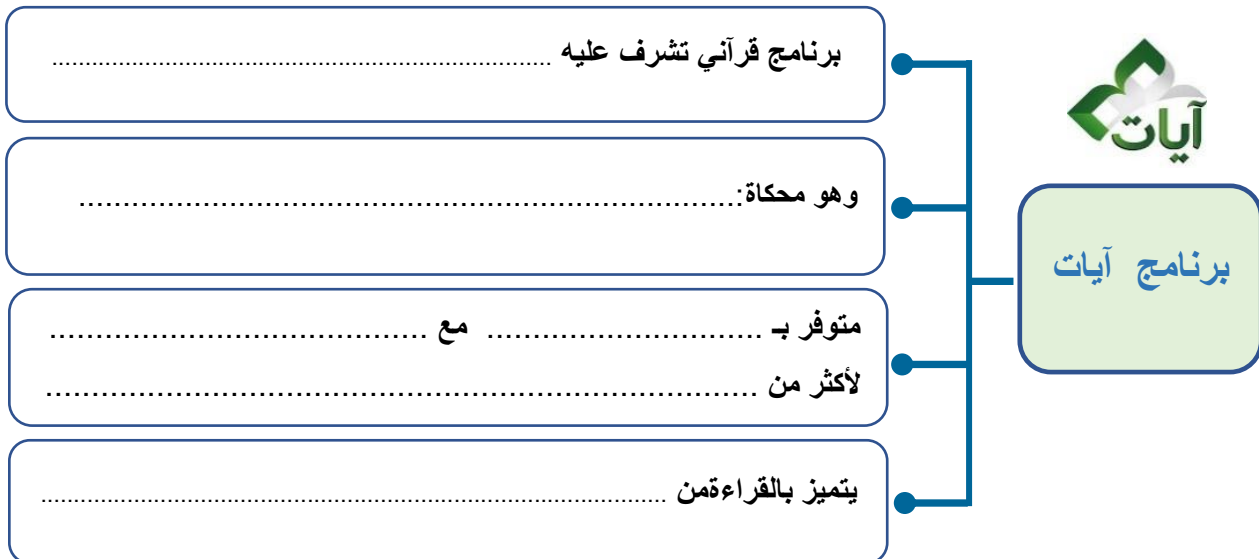 آيات
برنامج آيات
برنامج قرآني تشرف عليه ..........................................................................
وهو محكاة:......................................................................
متوفر بـ .............................. مع .........................................
لأكثر من .............................................................................
يتميز بالقراءةمن ............................................................................................